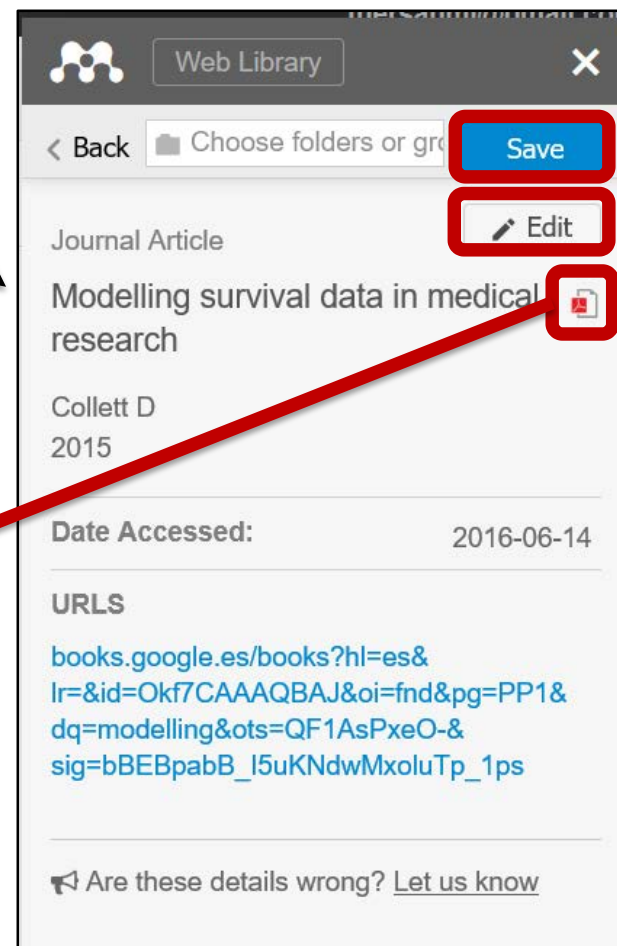 Web Library
Back
Choose folders or gr
Save
Edit
Journal Article
Modelling survival data in medical
research
Collett D
2015
Date Accessed:
2016-06-14
URLS
books.google.es/books?hl=es&
lr=&id=Okf7CAAAQBAJ&oi=fnd&pg=PP1&
dq=modelling&ots=QF1AsPxeO-&
sig=bBEBpabB_I5uKNdwMxoluTp_1ps
Are these details wrong? Let us know